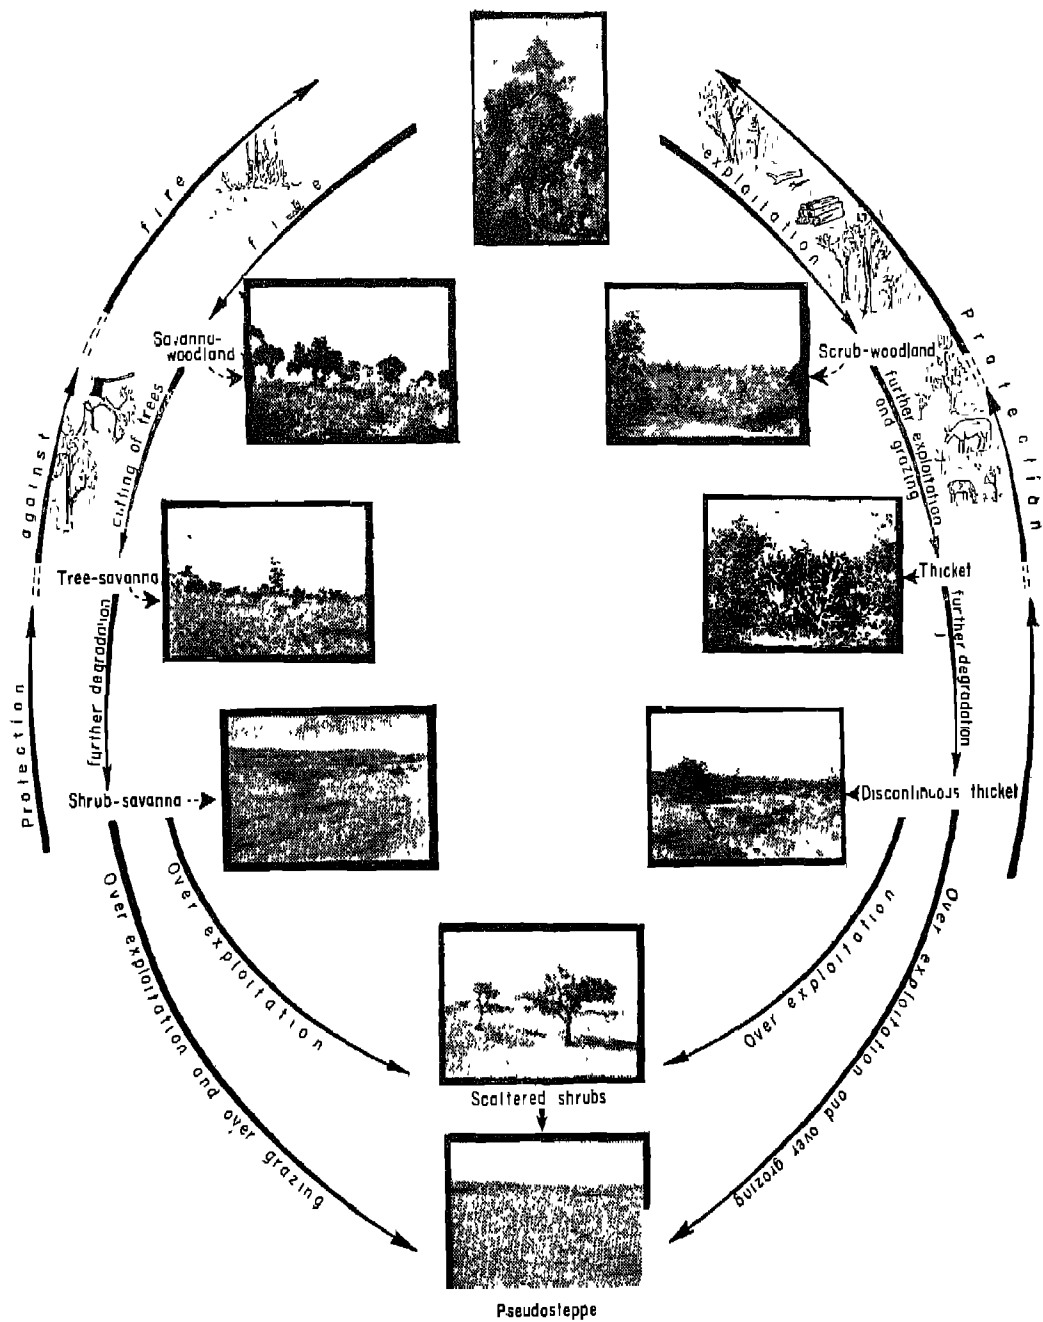 fire
fire
exploitation
Savanna-
woodland
Scrub-woodland
Protection against
Protection
cutting of trees
further exploitation
and grazing
Tree-savanna
Thicket
further degradation
further degradation
Shrub-savanna
Discontinuous thicket
Over exploitation
Over exploitation
Over exploitation and over grazing
Over exploitation and over grazing
Scattered shrubs
Pseudosteppe